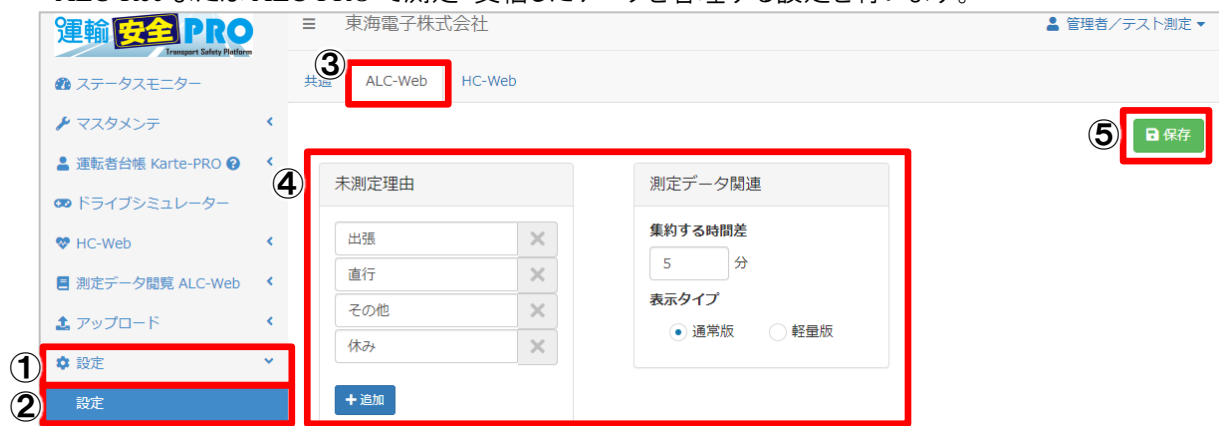 運輸 安全 PRO
Transport Safety Platform
東海電子株式会社
管理者／テスト測定
③
共通 ALC-Web HC-Web
ステータスモニター
マスタメンテ
運転者台帳 Karte-PRO
ドライブシミュレーター
HC-Web
測定データ閲覧 ALC-Web
アップロード
① 設定
② 設定
⑤ 保存
④
未測定理由
出張
直行
その他
休み
追加
測定データ関連
集約する時間差
5 分
表示タイプ
通常版 軽量版